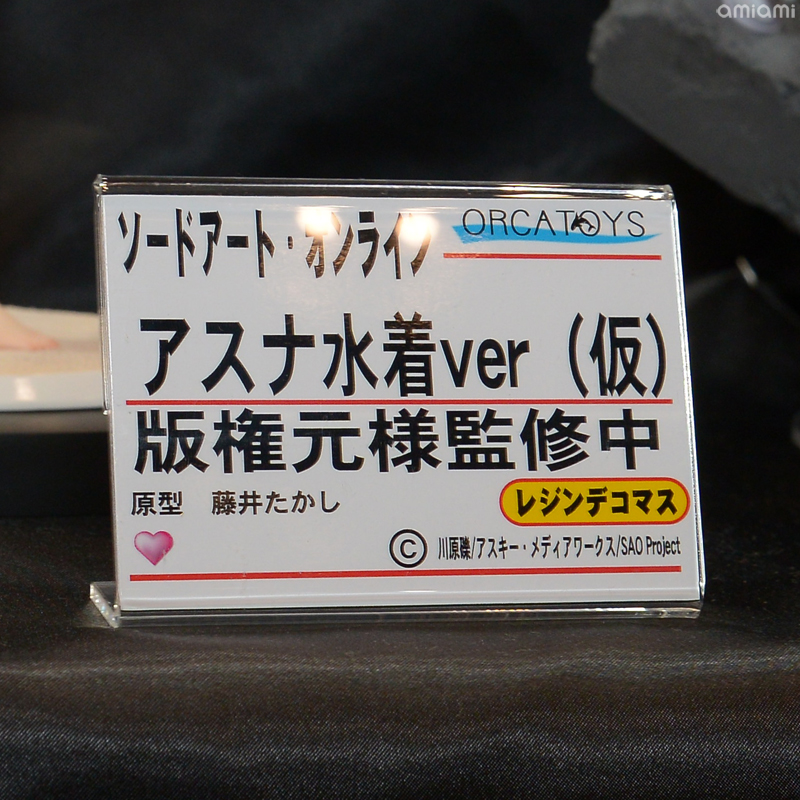 amiami
ソードアート・オンライン
ORCATOYS
アスナ水着ver（仮）
版権元様監修中
原型　藤井たかし
レジンデコマス
Ⓒ 川原礫/アスキー・メディアワークス/SAO Project